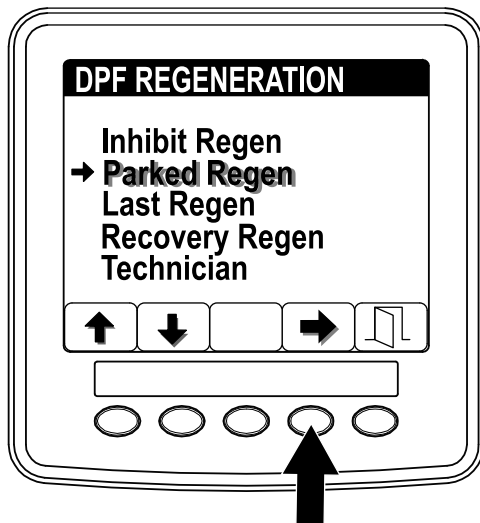 DPF REGENERATION
Inhibit Regen
Parked Regen
Last Regen
Recovery Regen
Technician